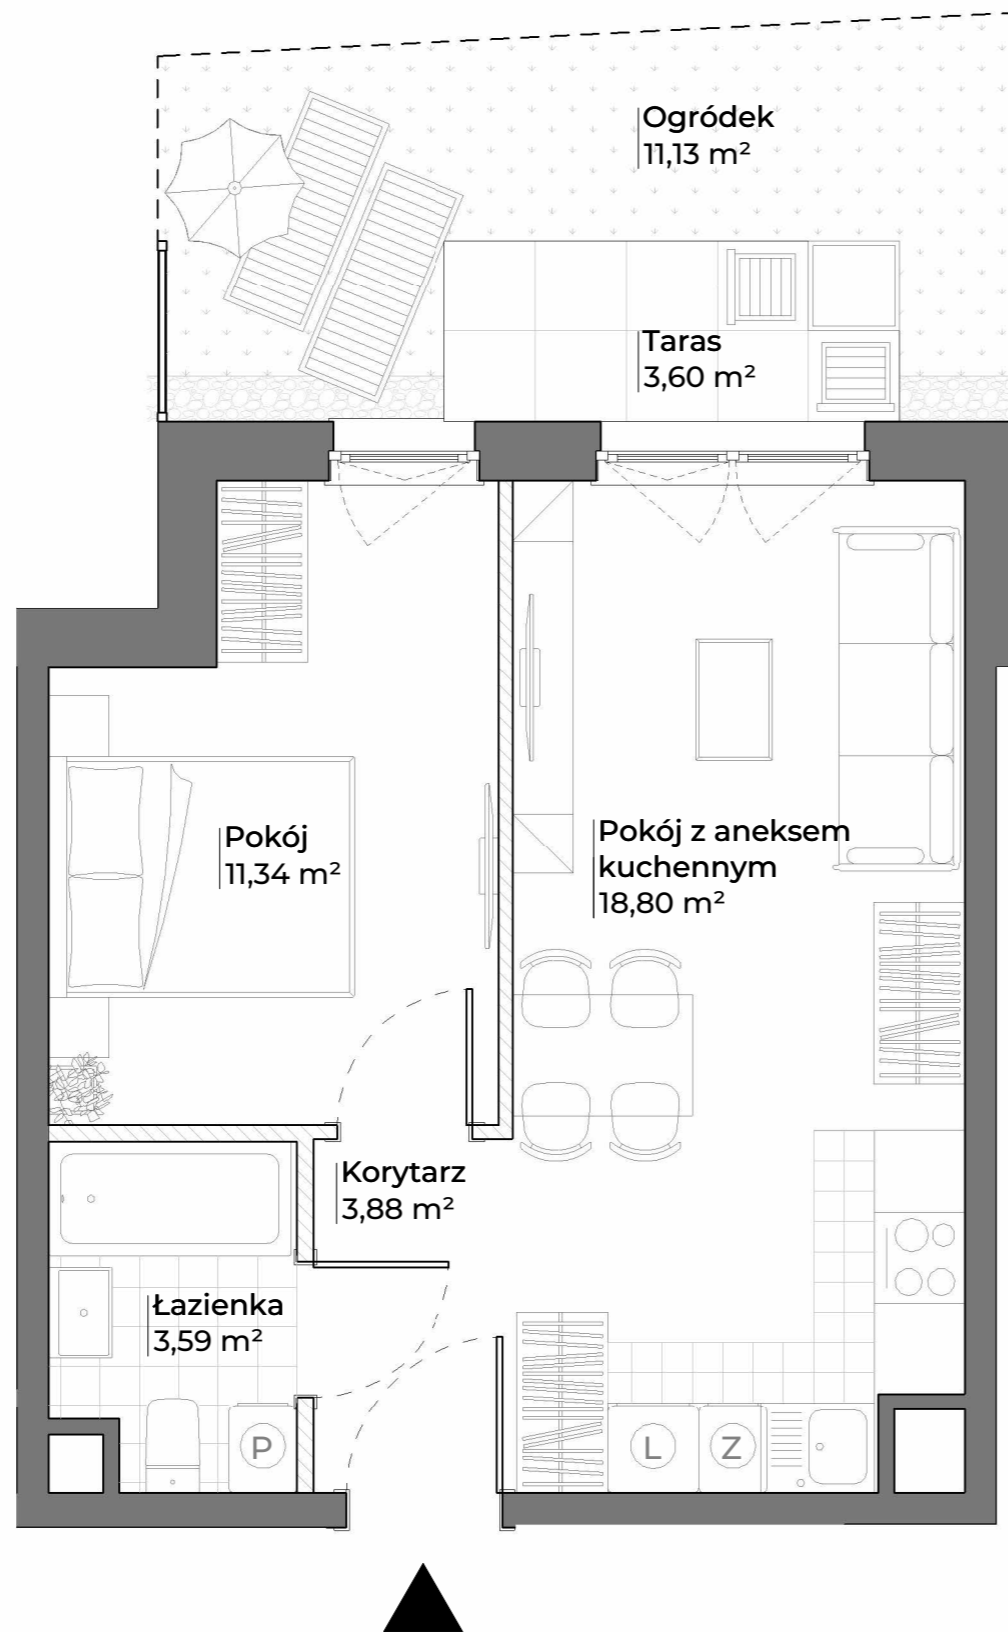 Ogródek
11,13 m²
Taras
3,60 m²
Pokój
11,34 m²
Pokój z aneksem
kuchennym
18,80 m²
Korytarz
3,88 m²
Łazienka
3,59 m²
P
L
Z